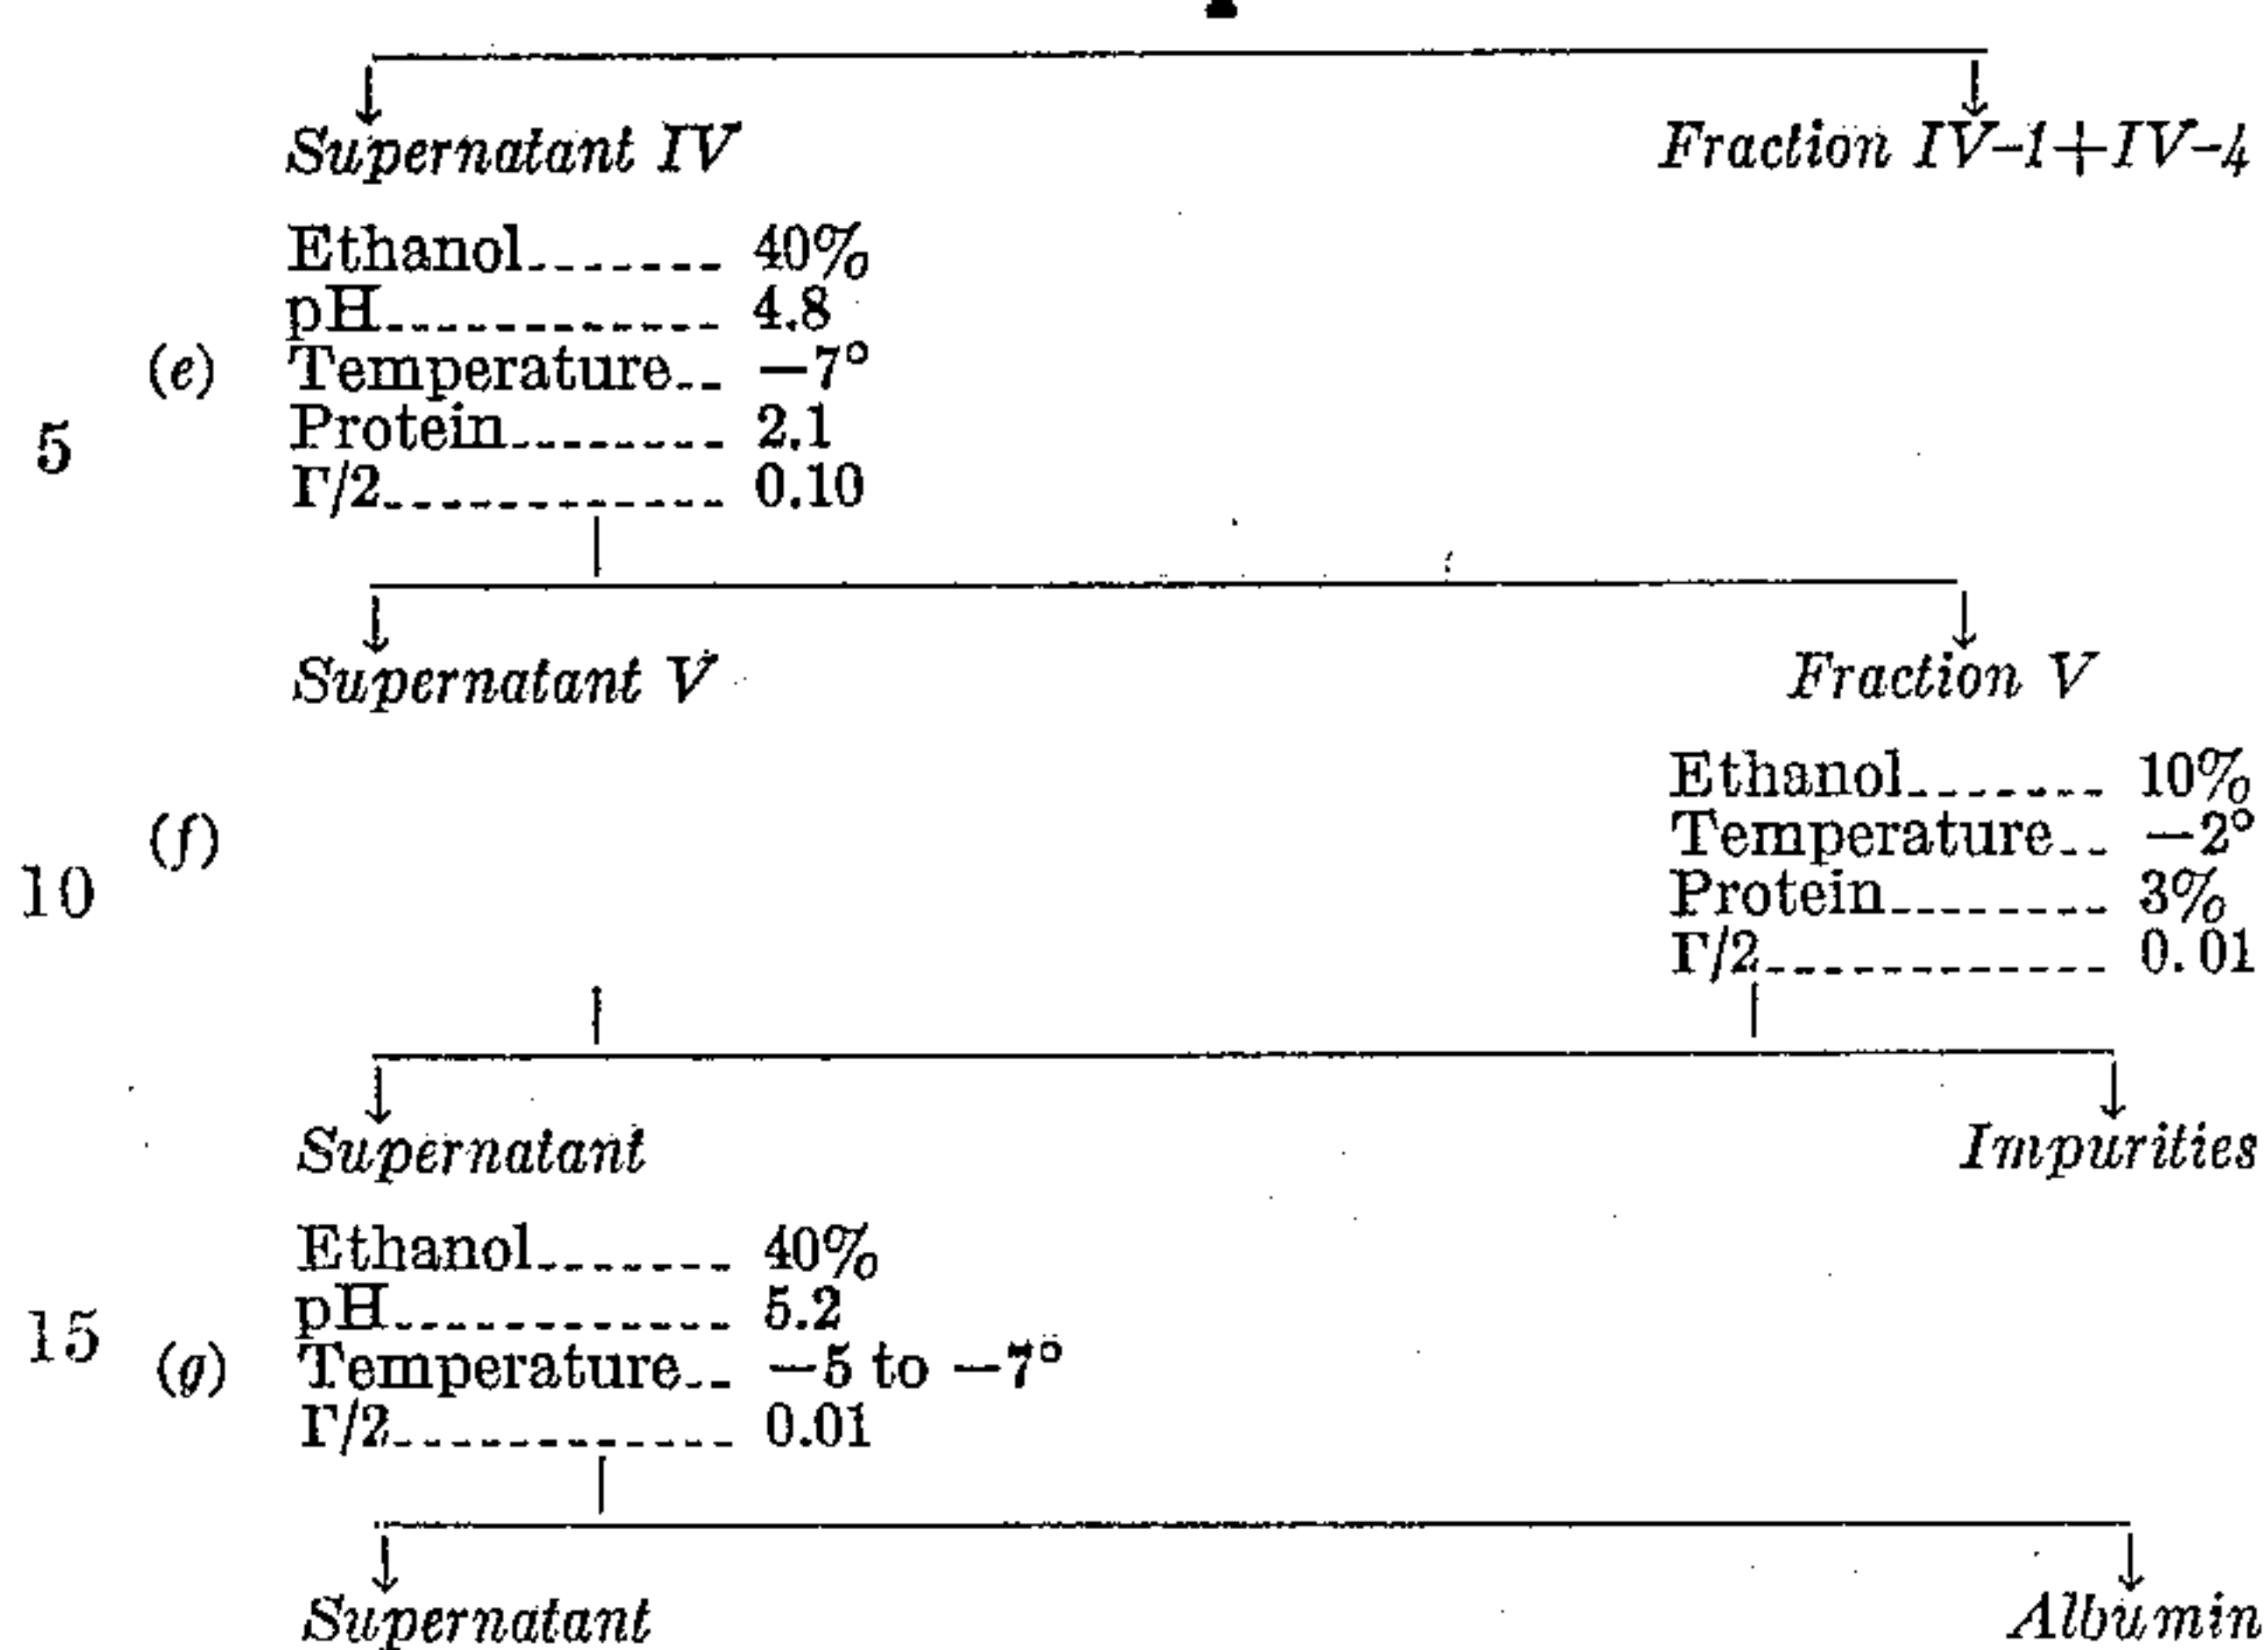 Supernatant IV Fraction IV-1+IV-4
Ethanol------- 40%
pH------------- 4.8
(e) Temperature-- -7°
5 Protein-------- 2.1
Γ/2------------- 0.10
Supernatant V Fraction V
Ethanol------- 10%
(f) Temperature-- -2°
10 Protein-------- 3%
Γ/2------------- 0.01
Supernatant Impurities
Ethanol------- 40%
15 pH------------- 5.2
(g) Temperature-- -5 to -7°
Γ/2------------- 0.01
Supernatant Albumin